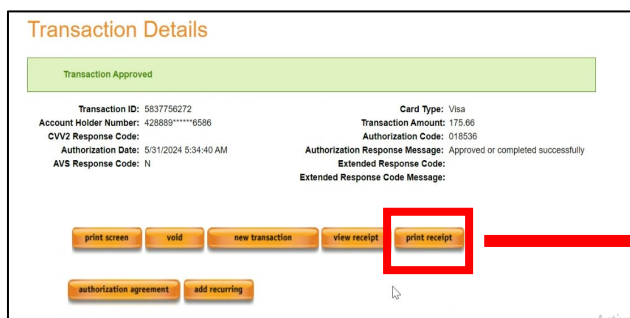 Transaction Details
Transaction Approved
Transaction ID: 5837756272
Account Holder Number: 428889******6586
CVV2 Response Code:
Authorization Date: 5/31/2024 5:34:40 AM
AVS Response Code: N
Card Type: Visa
Transaction Amount: 175.66
Authorization Code: 018536
Authorization Response Message: Approved or completed successfully
Extended Response Code:
Extended Response Code Message:
print screen
void
new transaction
view receipt
print receipt
authorization agreement
add recurring